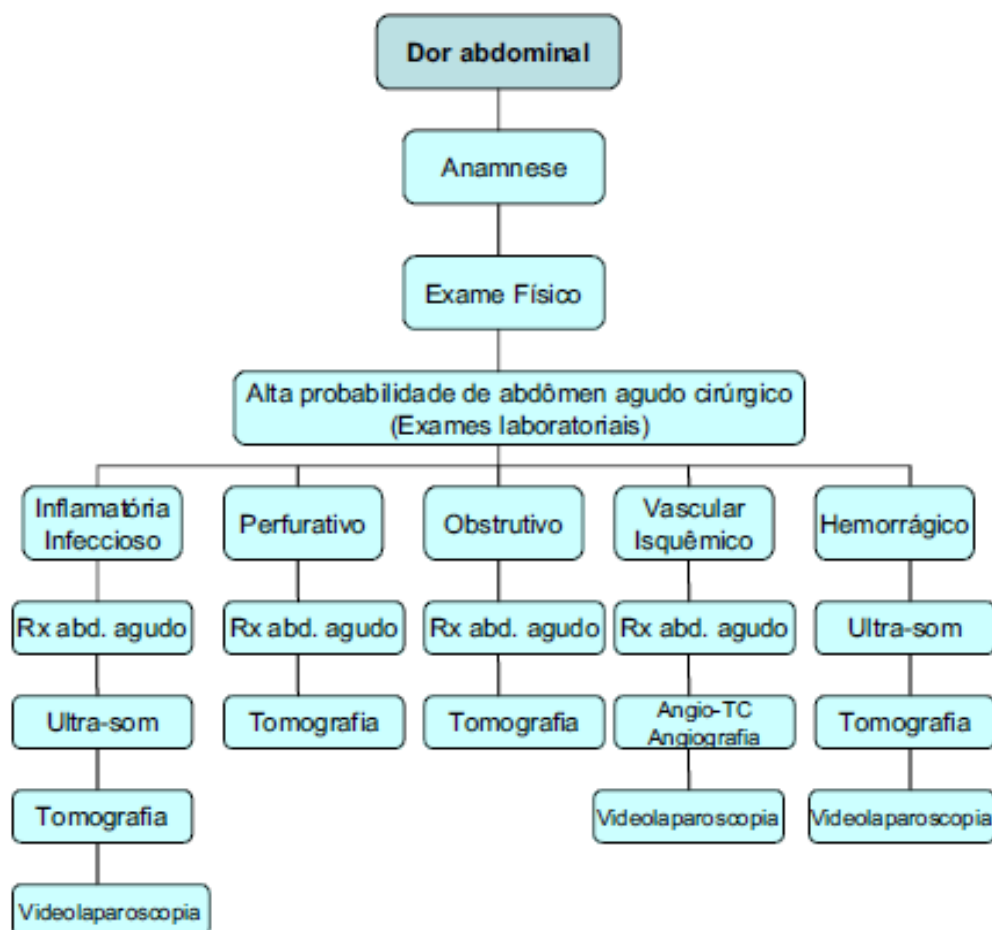 Dor abdominal
Anamnese
Exame Físico
Alta probabilidade de abdômen agudo cirúrgico
(Exames laboratoriais)
Inflamatória
Infeccioso
Perfurativo
Obstrutivo
Vascular
Isquêmico
Hemorrágico
Rx abd. agudo
Rx abd. agudo
Rx abd. agudo
Rx abd. agudo
Ultra-som
Ultra-som
Tomografia
Tomografia
Angio-TC
Angiografia
Tomografia
Tomografia
Videolaparoscopia
Videolaparoscopia
Videolaparoscopia